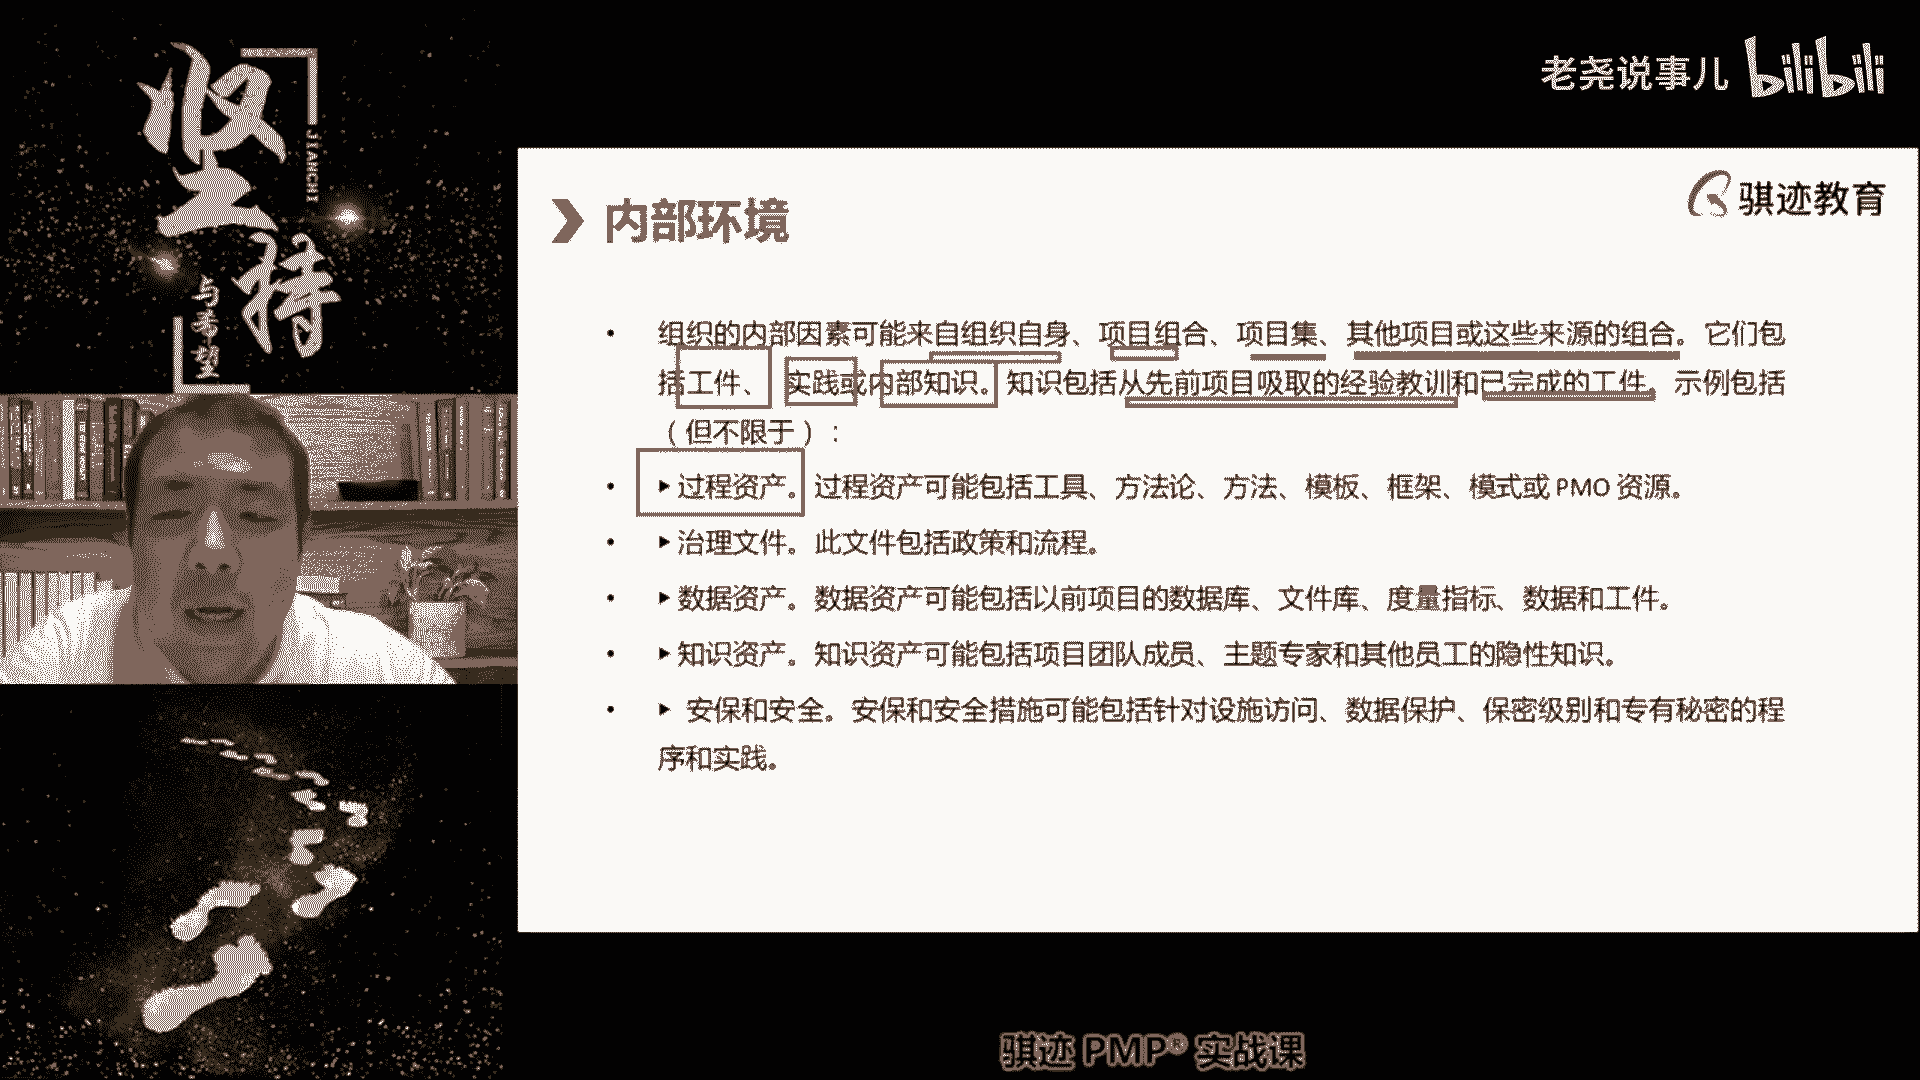 坚持
JIANCHI
与希望
老尧说事儿 bilibili
骐迹教育
内部环境
• 组织的内部因素可能来自组织自身、项目组合、项目集、其他项目或这些来源的组合。它们包
括工件、实践或内部知识。知识包括从先前项目吸取的经验教训和已完成的工件。示例包括
（但不限于）：
• ►过程资产。过程资产可能包括工具、方法论、方法、模板、框架、模式或 PMO 资源。
• ►治理文件。此文件包括政策和流程。
• ►数据资产。数据资产可能包括以前项目的数据库、文件库、度量指标、数据和工件。
• ►知识资产。知识资产可能包括项目团队成员、主题专家和其他员工的隐性知识。
• ► 安保和安全。安保和安全措施可能包括针对设施访问、数据保护、保密级别和专有秘密的程
序和实践。
骐迹 PMP® 实战课